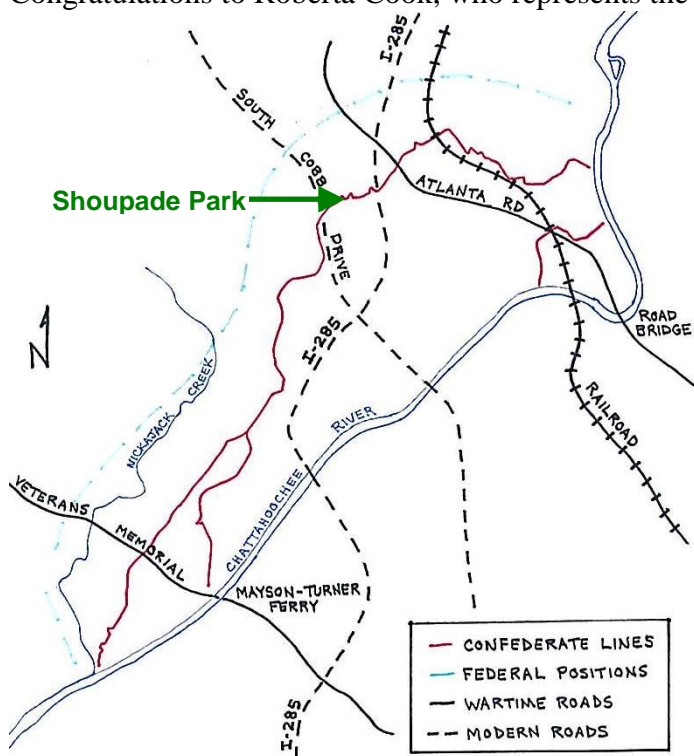 Congratulations to Roberta Cook, who represents the
I-285
SOUTH
COBB
DRIVE
Shoupade Park
ATLANTA RD
N
I-285
ROAD
BRIDGE
NICKAJACK
CREEK
RAILROAD
CHATTAHOOCHEE
RIVER
VETERANS
MEMORIAL
MAYSON-TURNER
FERRY
I-285
CONFEDERATE LINES
FEDERAL POSITIONS
WARTIME ROADS
MODERN ROADS